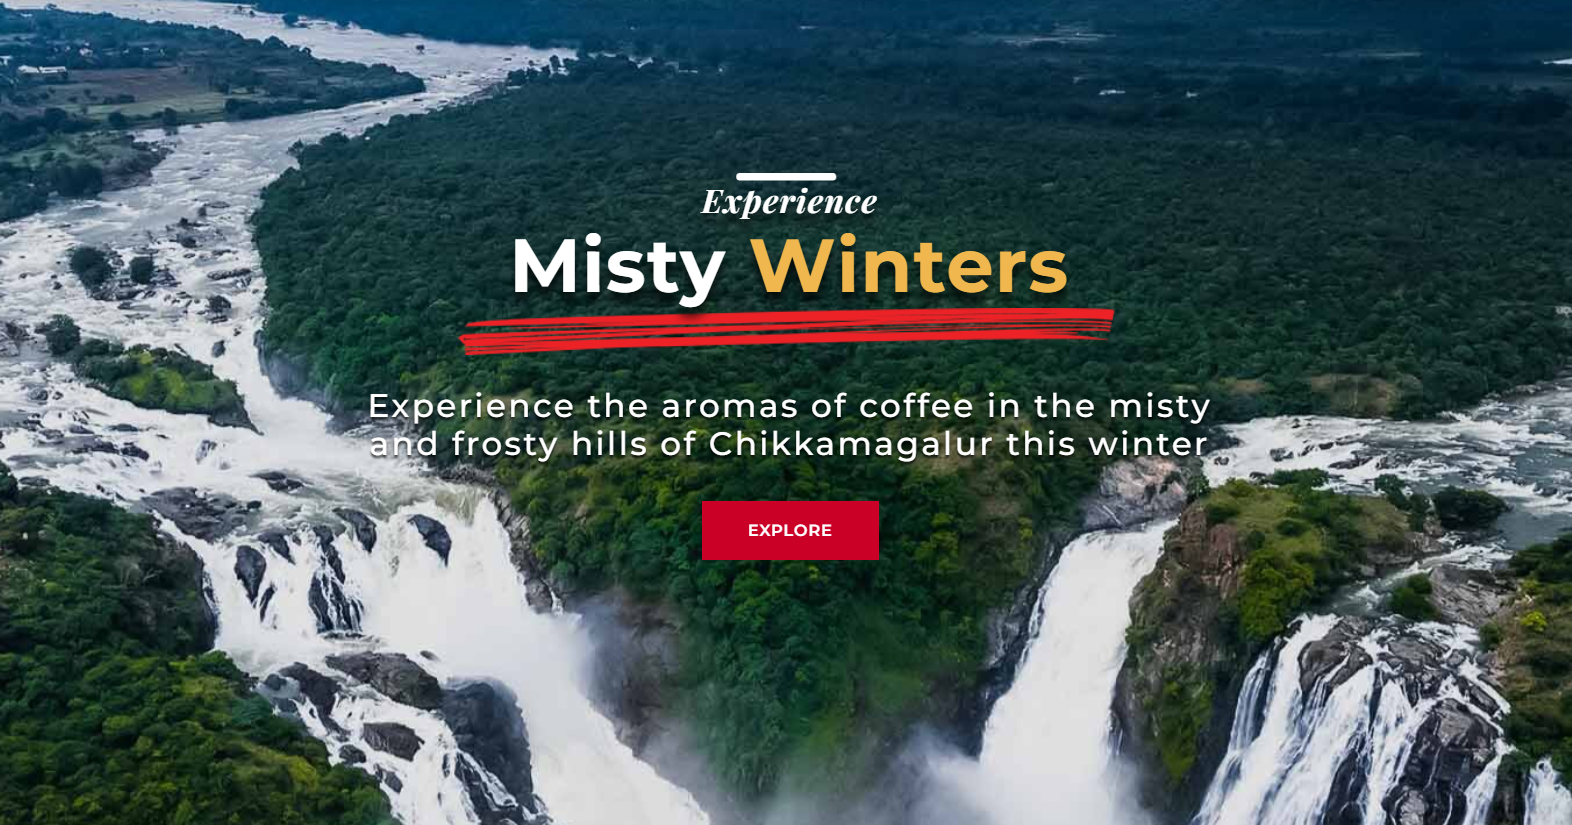 Experience
Misty Winters
Experience the aromas of coffee in the misty
and frosty hills of Chikkamagalur this winter
EXPLORE